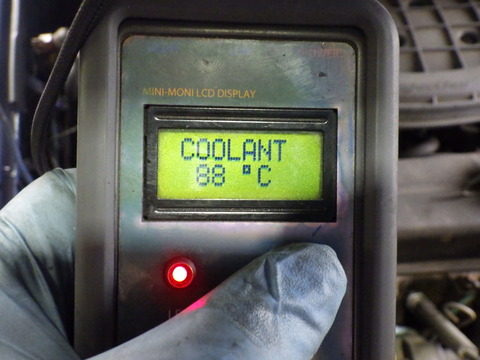 MINI-MONI LCD DISPLAY
COOLANT
88 °C